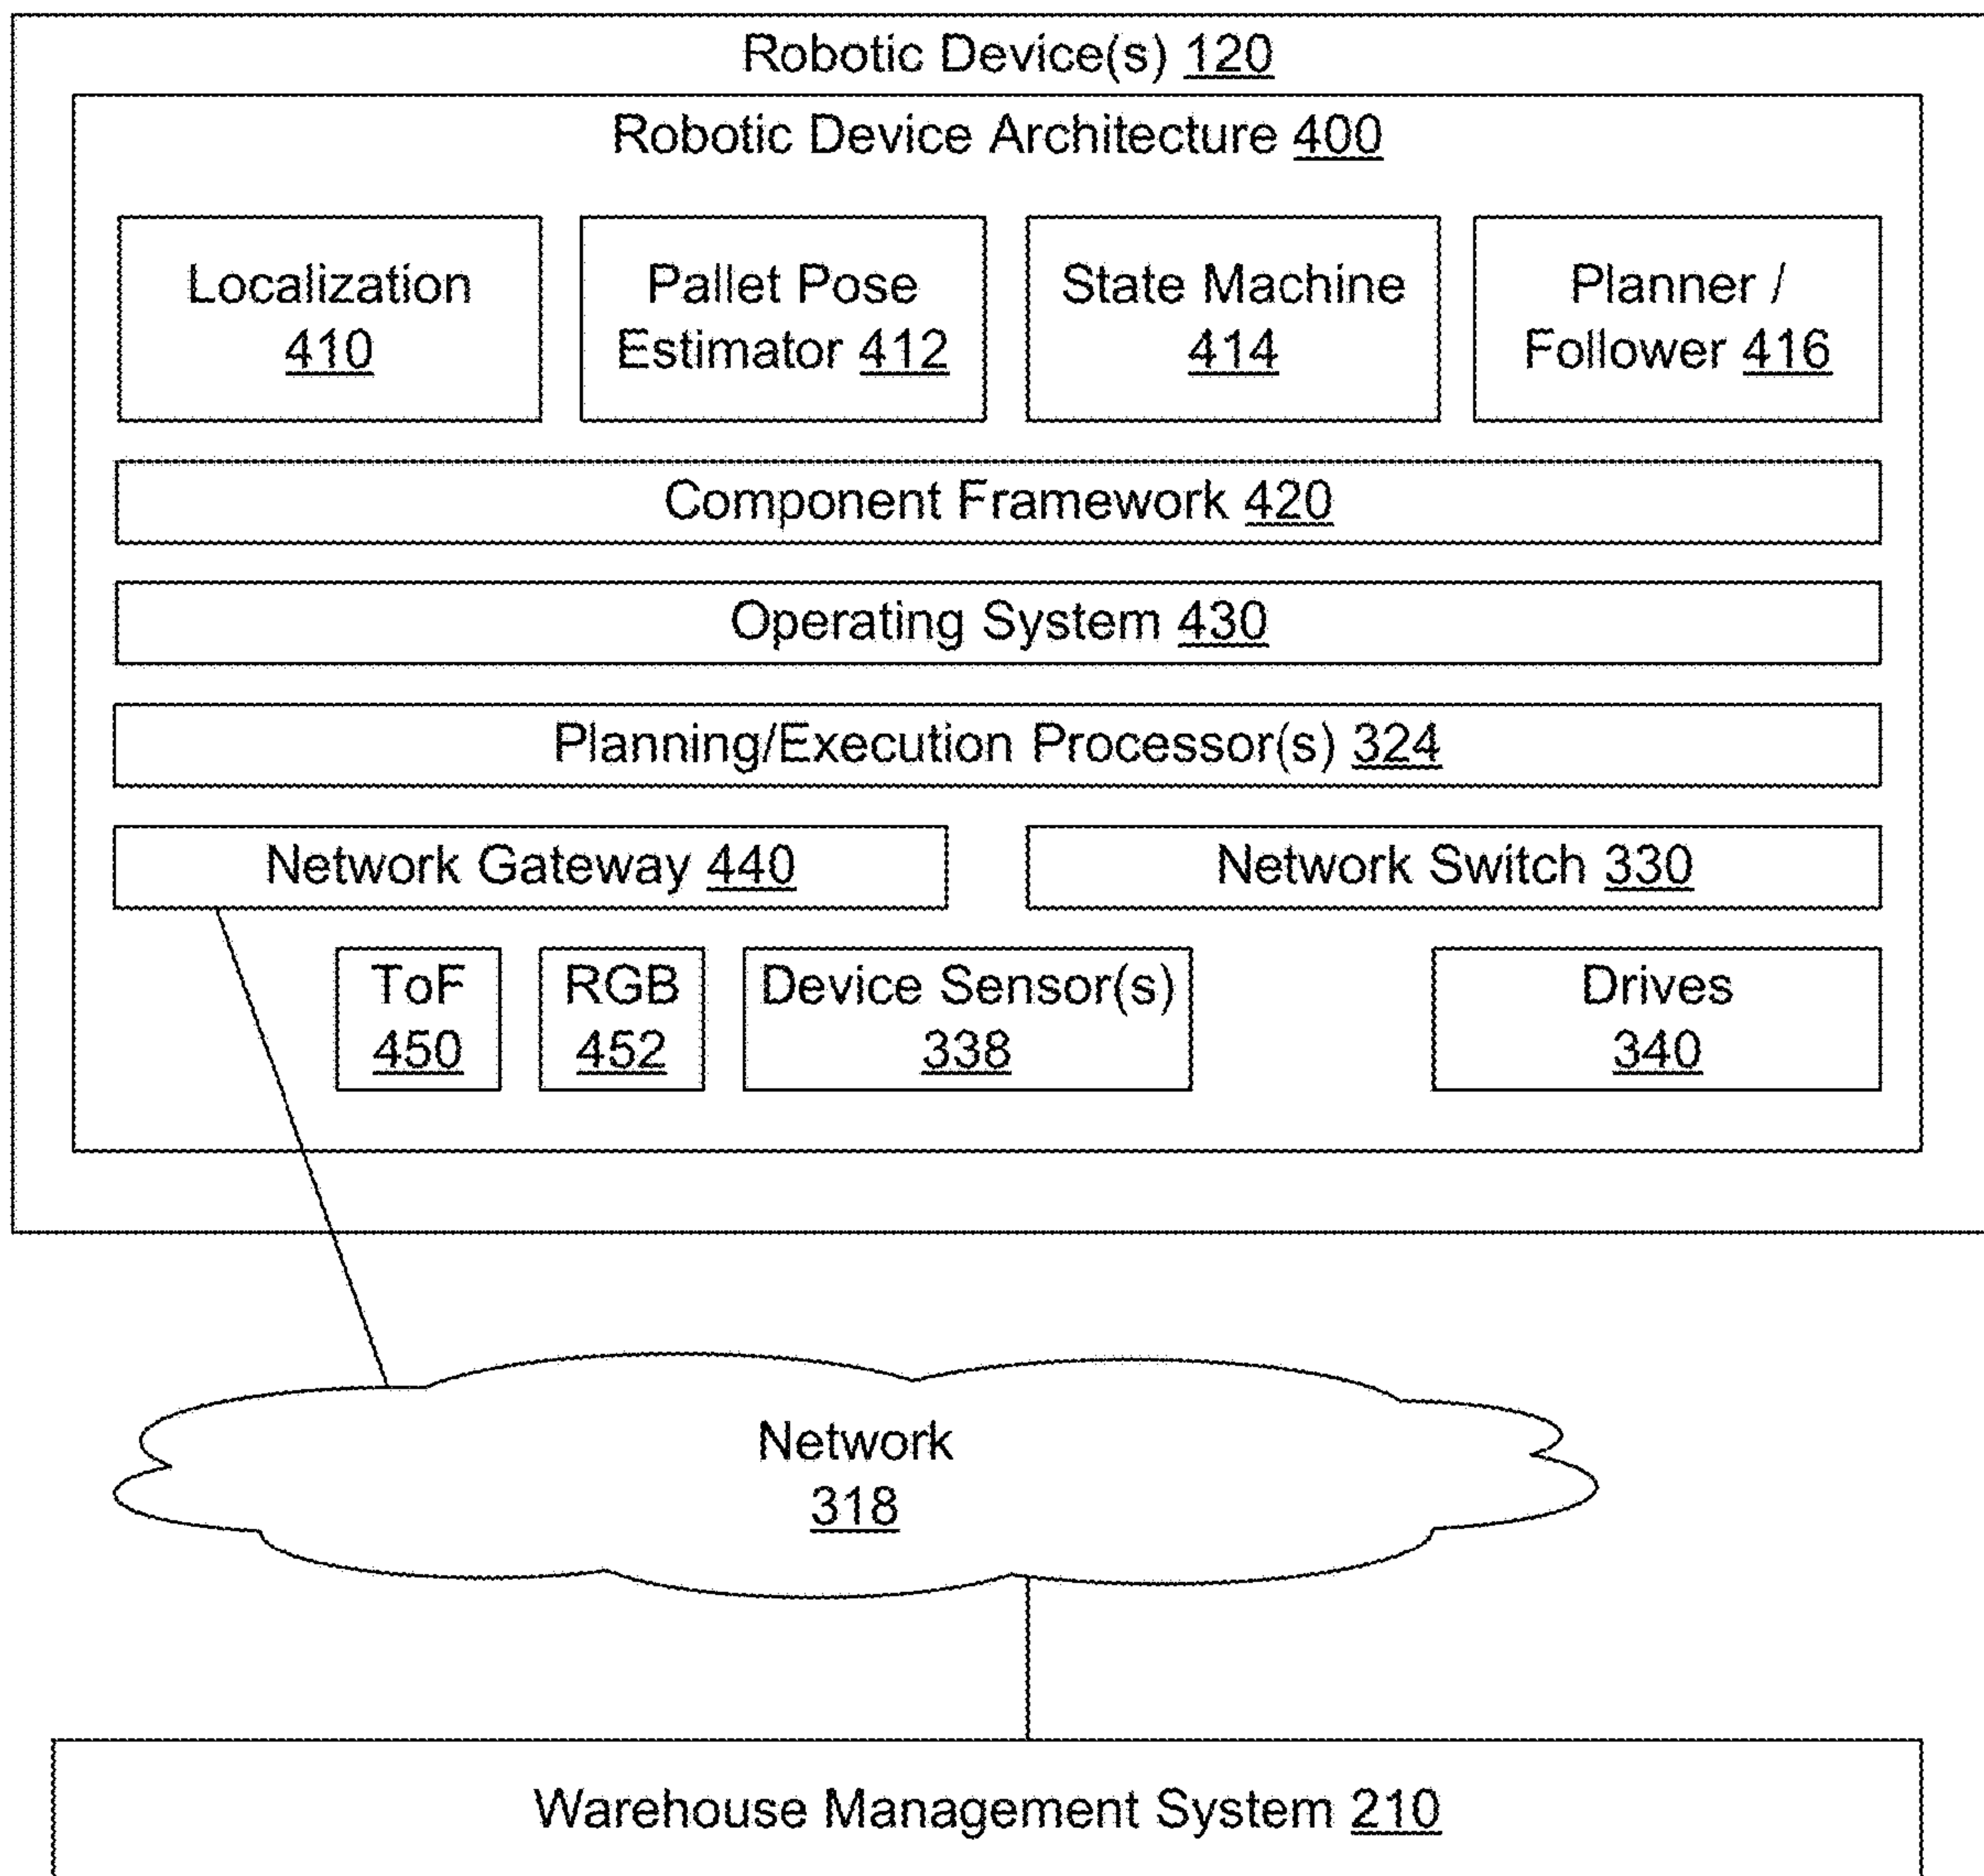 Robotic Device(s) 120
Robotic Device Architecture 400
Localization
410
Pallet Pose
Estimator 412
State Machine
414
Planner /
Follower 416
Component Framework 420
Operating System 430
Planning/Execution Processor(s) 324
Network Gateway 440
Network Switch 330
ToF
450
RGB
452
Device Sensor(s)
338
Drives
340
Network
318
Warehouse Management System 210